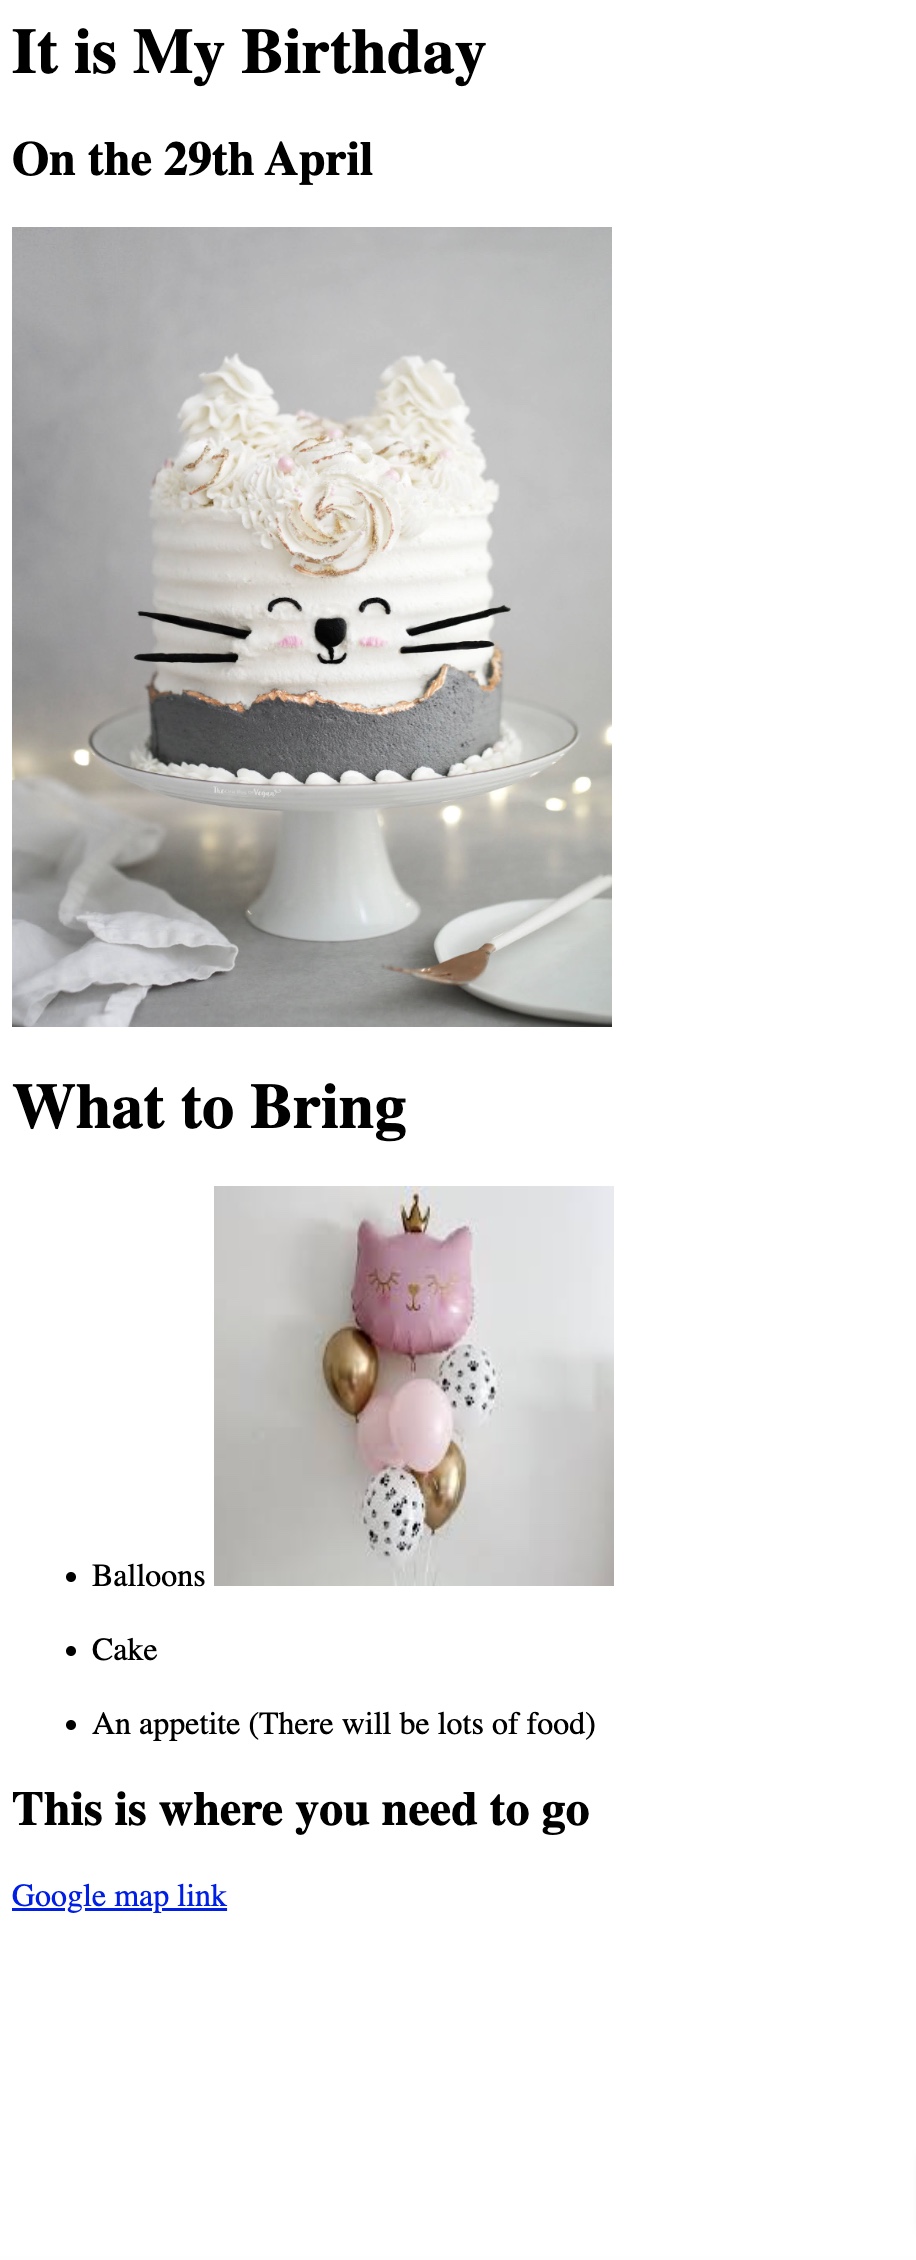 It is My Birthday
On the 29th April
What to Bring
Balloons
Cake
An appetite (There will be lots of food)
This is where you need to go
Google map link